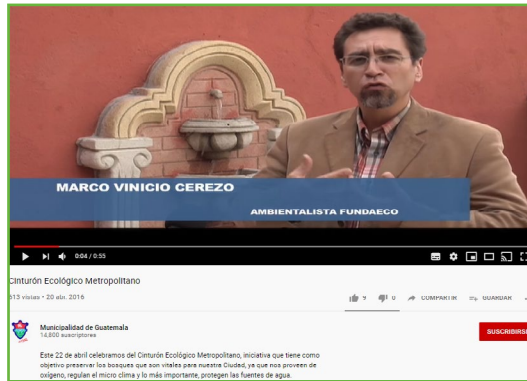 MARCO VINICIO CEREZO
AMBIENTALISTA FUNDAECO
0:04 / 0:55
Cinturón Ecológico Metropolitano
613 vistas • 20 abr. 2016
9
0
COMPARTIR
GUARDAR
Municipalidad de Guatemala
14,800 suscriptores
SUSCRIBIRSE
Este 22 de abril celebramos del Cinturón Ecológico Metropolitano, iniciativa que tiene como
objetivo preservar los bosques que son vitales para nuestra Ciudad, ya que nos proveen de
oxígeno, regulan el micro clima y lo más importante, protegen las fuentes de agua.